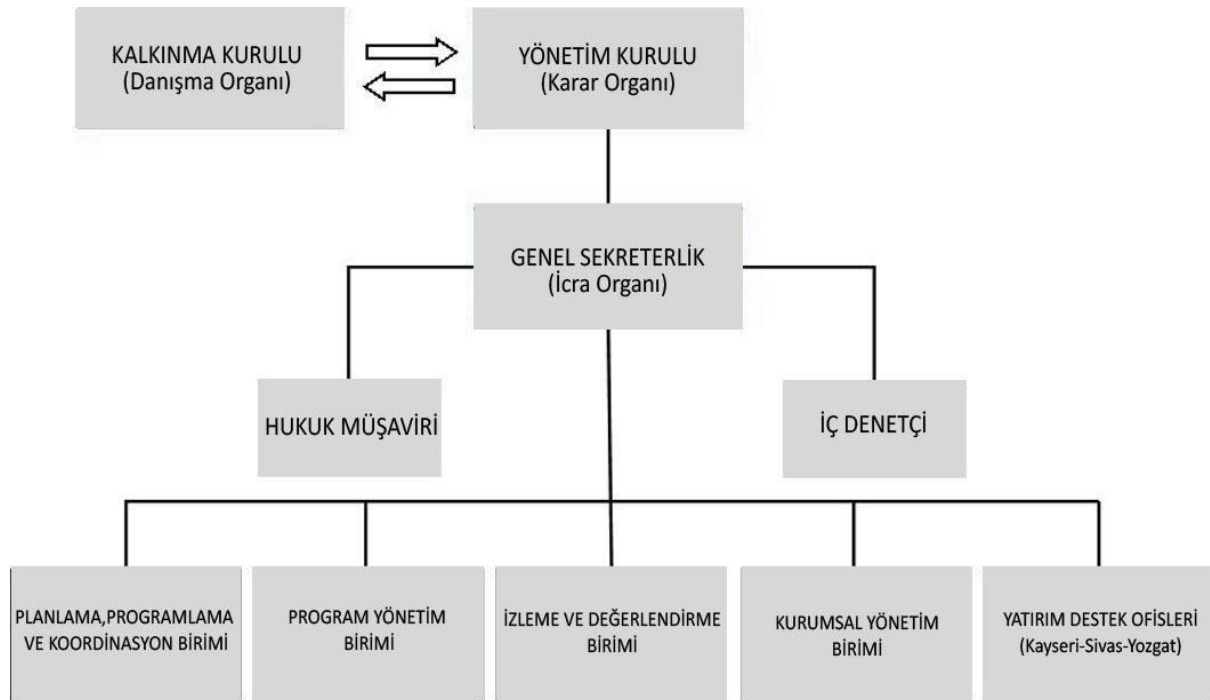 KALKINMA KURULU
(Danışma Organı)
YÖNETİM KURULU
(Karar Organı)
GENEL SEKRETERLİK
(İcra Organı)
HUKUK MÜŞAVİRİ
İÇ DENETÇİ
PLANLAMA,PROGRAMLAMA
VE KOORDİNASYON BİRİMİ
PROGRAM YÖNETİM
BİRİMİ
İZLEME VE DEĞERLENDİRME
BİRİMİ
KURUMSAL YÖNETİM
BİRİMİ
YATIRIM DESTEK OFİSLERİ
(Kayseri-Sivas-Yozgat)